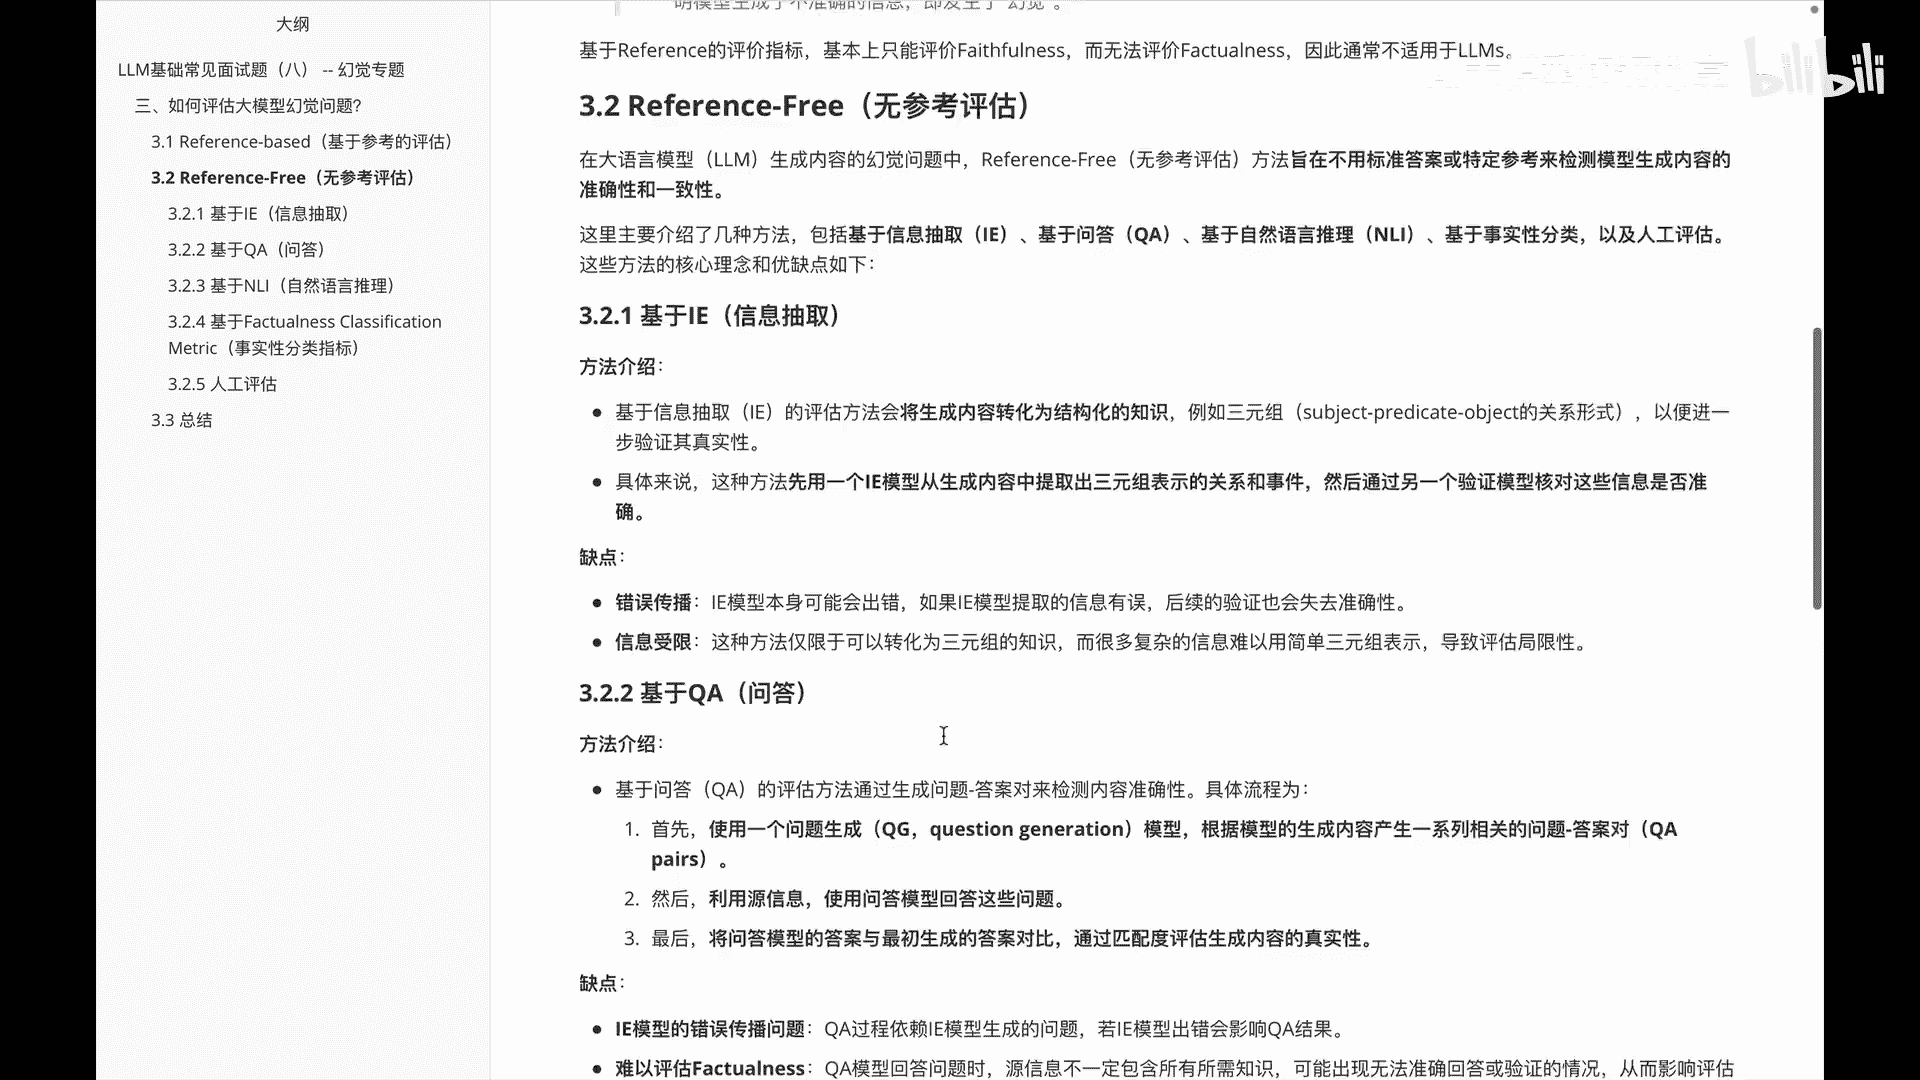 大纲
LLM基础常见面试题（八） -- 幻觉专题
三、如何评估大模型幻觉问题?
3.1 Reference-based（基于参考的评估）
3.2 Reference-Free（无参考评估）
3.2.1 基于IE（信息抽取）
3.2.2 基于QA（问答）
3.2.3 基于NLI（自然语言推理）
3.2.4 基于Factualness Classification
Metric（事实性分类指标）
3.2.5 人工评估
3.3 总结
明模型生成了不准确的信息，即发生了“幻觉”。
基于Reference的评价指标，基本上只能评价Faithfulness，而无法评价Factualness，因此通常不适用于LLMs。
bilibili
3.2 Reference-Free（无参考评估）
在大语言模型（LLM）生成内容的幻觉问题中，Reference-Free（无参考评估）方法旨在不用标准答案或特定参考来检测模型生成内容的
准确性和一致性。
这里主要介绍了几种方法，包括基于信息抽取（IE）、基于问答（QA）、基于自然语言推理（NLI）、基于事实性分类，以及人工评估。
这些方法的核心理念和优缺点如下：
3.2.1 基于IE（信息抽取）
方法介绍：
● 基于信息抽取（IE）的评估方法会将生成内容转化为结构化的知识，例如三元组（subject-predicate-object的关系形式），以便进一
步验证其真实性。
● 具体来说，这种方法先用一个IE模型从生成内容中提取出三元组表示的关系和事件，然后通过另一个验证模型核对这些信息是否准
确。
缺点：
● 错误传播：IE模型本身可能会出错，如果IE模型提取的信息有误，后续的验证也会失去准确性。
● 信息受限：这种方法仅限于可以转化为三元组的知识，而很多复杂的信息难以用简单三元组表示，导致评估局限性。
3.2.2 基于QA（问答）
方法介绍：
● 基于问答（QA）的评估方法通过生成问题-答案对来检测内容准确性。具体流程为：
1. 首先，使用一个问题生成（QG，question generation）模型，根据模型的生成内容产生一系列相关的问题-答案对（QA
pairs）。
2. 然后，利用源信息，使用问答模型回答这些问题。
3. 最后，将问答模型的答案与最初生成的答案对比，通过匹配度评估生成内容的真实性。
缺点：
● IE模型的错误传播问题：QA过程依赖IE模型生成的问题，若IE模型出错会影响QA结果。
● 难以评估Factualness：QA模型回答问题时，源信息不一定包含所有所需知识，可能出现无法准确回答或验证的情况，从而影响评估